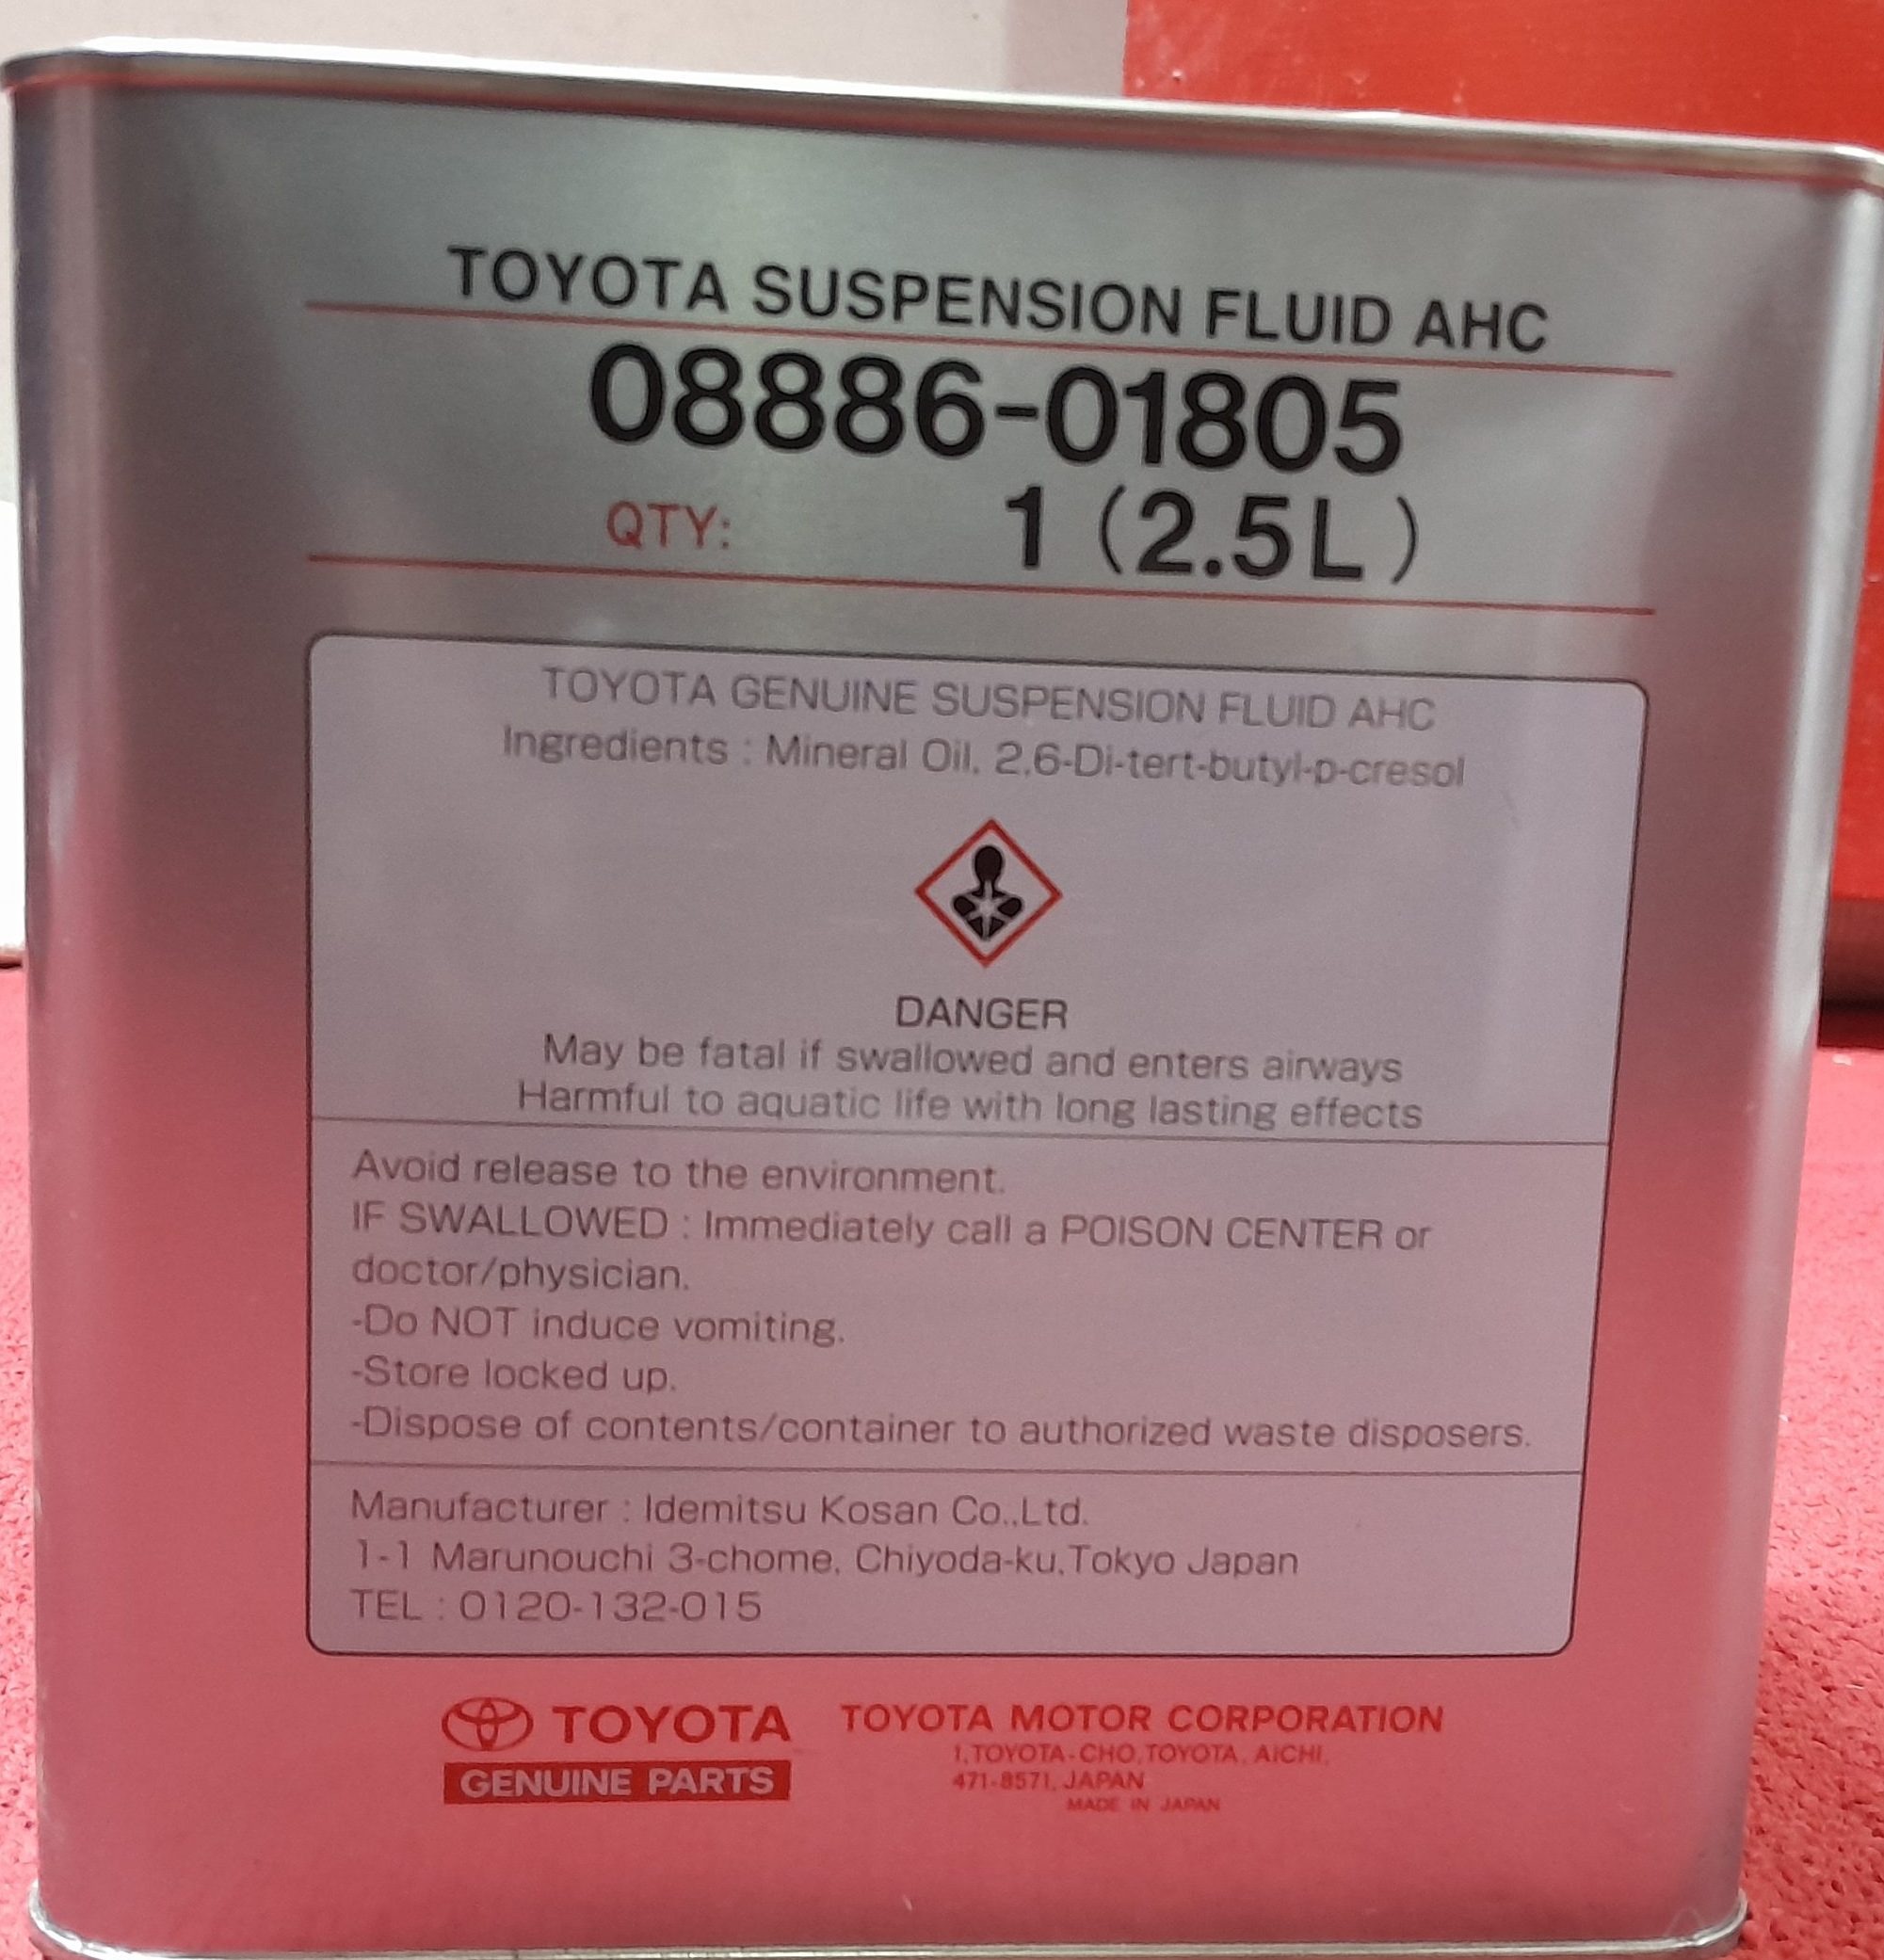 TOYOTA SUSPENSION FLUID AHC
08886-01805
QTY: 1 (2.5L)
TOYOTA GENUINE SUSPENSION FLUID AHC
Ingredients : Mineral Oil, 2,6-Di-tert-butyl-p-cresol
DANGER
May be fatal if swallowed and enters airways
Harmful to aquatic life with long lasting effects
Avoid release to the environment.
IF SWALLOWED : Immediately call a POISON CENTER or
doctor/physician.
-Do NOT induce vomiting.
-Store locked up.
-Dispose of contents/container to authorized waste disposers.
Manufacturer : Idemitsu Kosan Co.,Ltd.
1-1 Marunouchi 3-chome, Chiyoda-ku,Tokyo Japan
TEL : 0120-132-015
TOYOTA
GENUINE PARTS
TOYOTA MOTOR CORPORATION
1,TOYOTA-CHO,TOYOTA, AICHI,
471-8571, JAPAN
MADE IN JAPAN